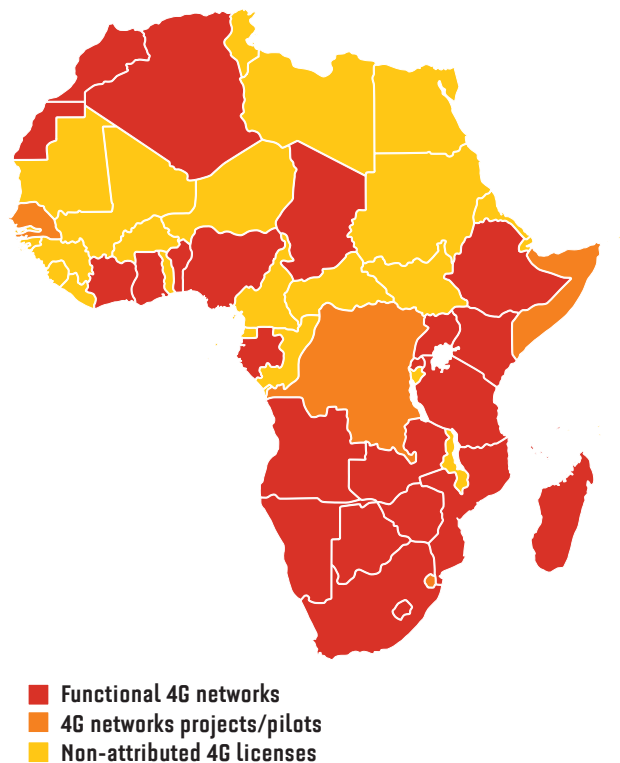 Functional 4G networks
4G networks projects/pilots
Non-attributed 4G licenses